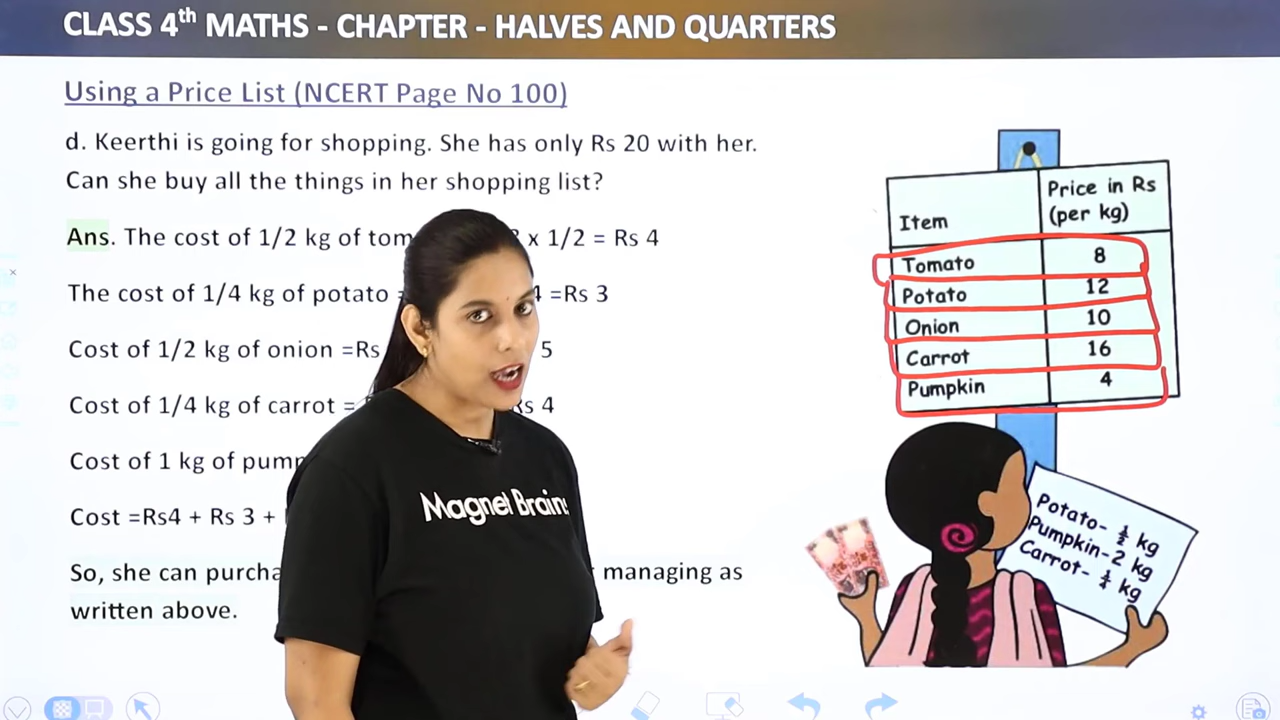 CLASS 4th MATHS - CHAPTER - HALVES AND QUARTERS
Using a Price List (NCERT Page No 100)
d. Keerthi is going for shopping. She has only Rs 20 with her.
Can she buy all the things in her shopping list?
Ans. The cost of 1/2 kg of x 1/2 = Rs 4
The cost of 1/4 kg of potato =Rs 3
Cost of 1/2 kg of onion =Rs 5
Cost of 1/4 kg of carrot = Rs 4
Cost of 1 kg of
Cost =Rs4 + Rs 3 +
So, she can managing as
written above.
Item Price in Rs
(per kg)
Tomato 8
Potato 12
Onion 10
Carrot 16
Pumpkin 4
Potato- ½ kg
Pumpkin-2 kg
Carrot- kg
Magnet Brains